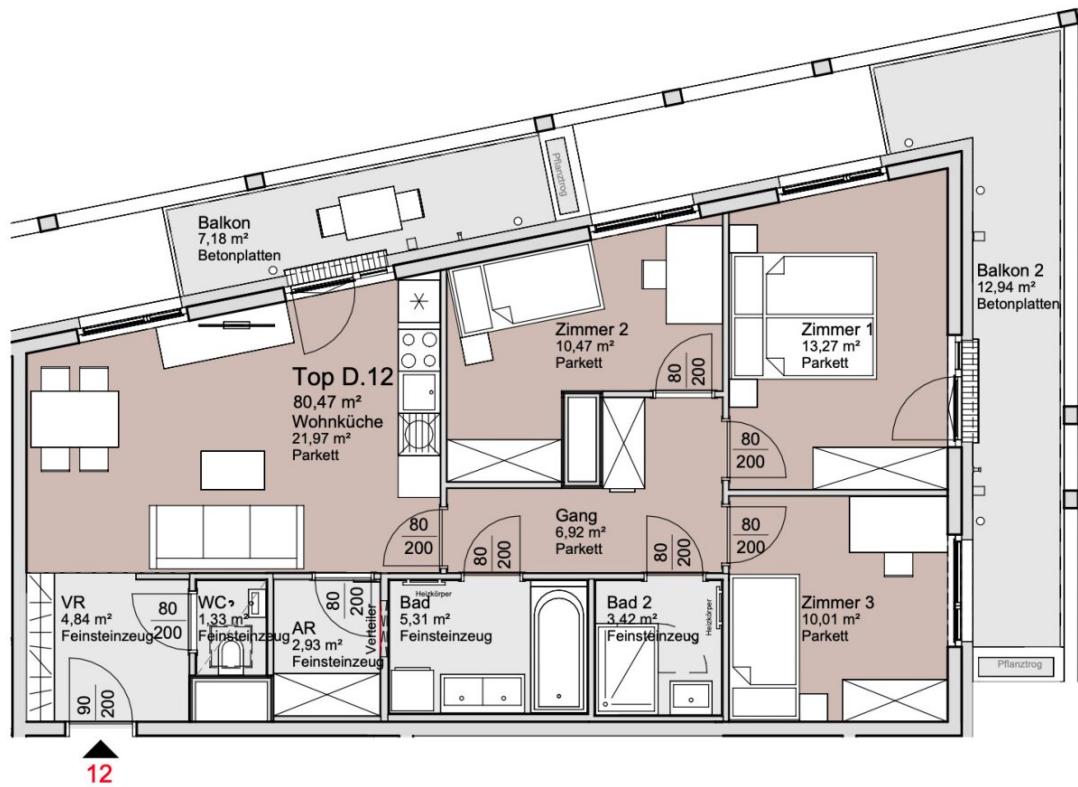 Pflanztrog
Balkon
7,18 m²
Betonplatten
Balkon 2
12,94 m²
Betonplatten
Zimmer 2
10,47 m²
Parkett
Zimmer 1
13,27 m²
Parkett
Top D.12
80,47 m²
Wohnküche
21,97 m²
Parkett
80
200
80
200
Gang
6,92 m²
Parkett
80
200
80
200
80
200
80
200
Heizkörper
Heizkörper
VR
4,84 m²
Feinsteinzeug
80
200
WC
1,33 m²
Feinsteinzeug
80
200
AR
2,93 m²
Feinsteinzeug
Verteiler
Bad
5,31 m²
Feinsteinzeug
Bad 2
3,42 m²
Feinsteinzeug
Zimmer 3
10,01 m²
Parkett
Pflanztrog
90
200
12